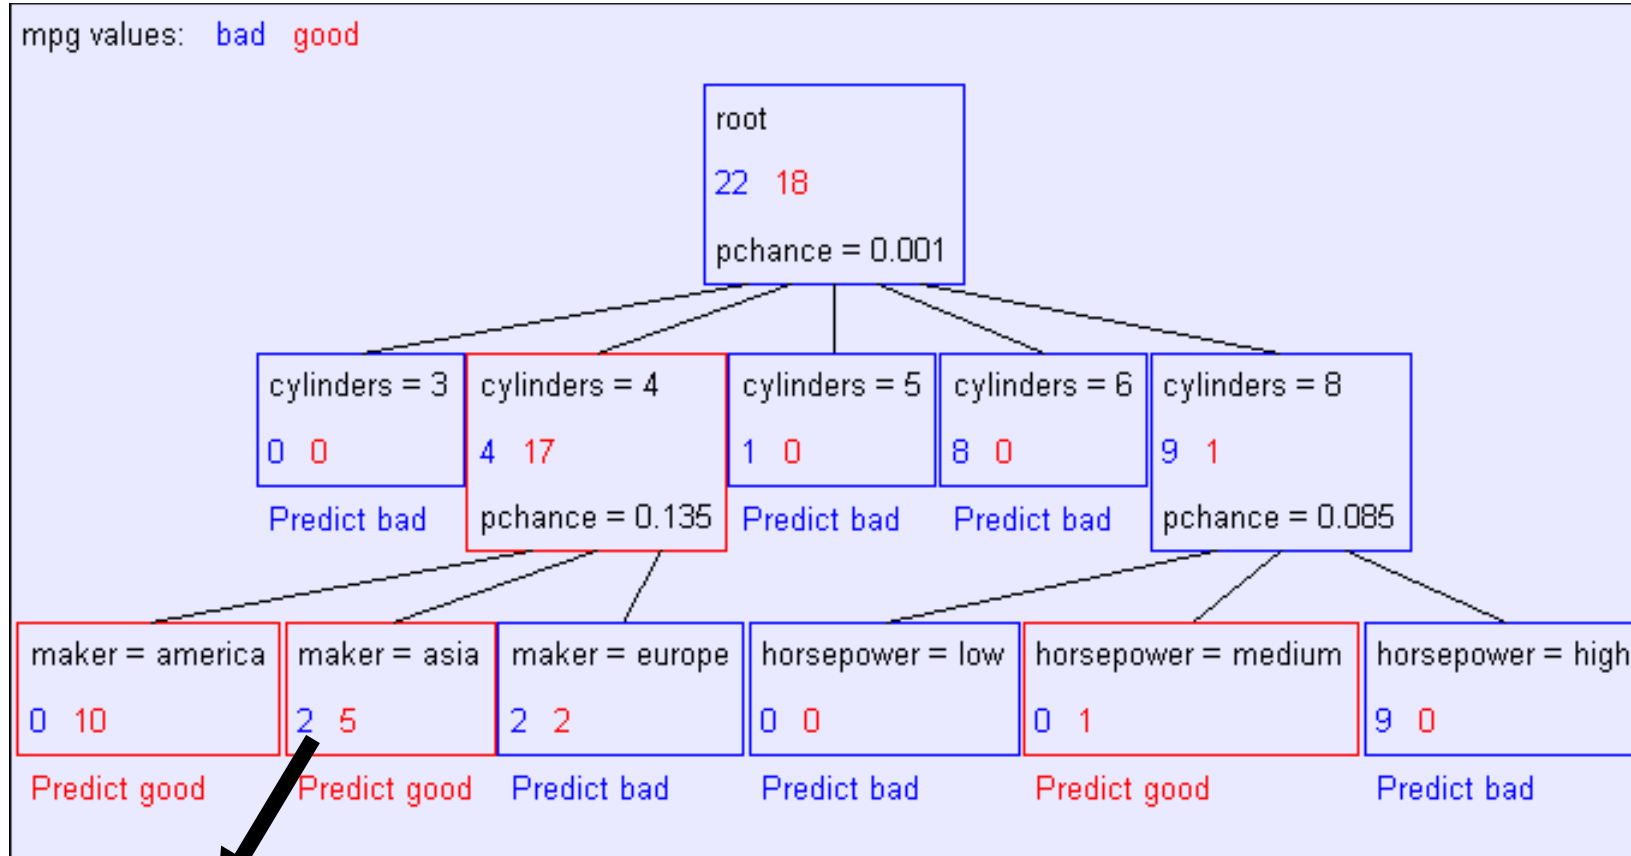 mpg values: bad good
root
22 18
pchance = 0.001
cylinders = 3 cylinders = 4 cylinders = 5 cylinders = 6 cylinders = 8
0 0 4 17 1 0 8 0 9 1
Predict bad pchance = 0.135 Predict bad Predict bad pchance = 0.085
maker = america maker = asia maker = europe horsepower = low horsepower = medium horsepower = high
0 10 2 5 2 2 0 0 0 1 9 0
Predict good Predict good Predict bad Predict bad Predict good Predict bad